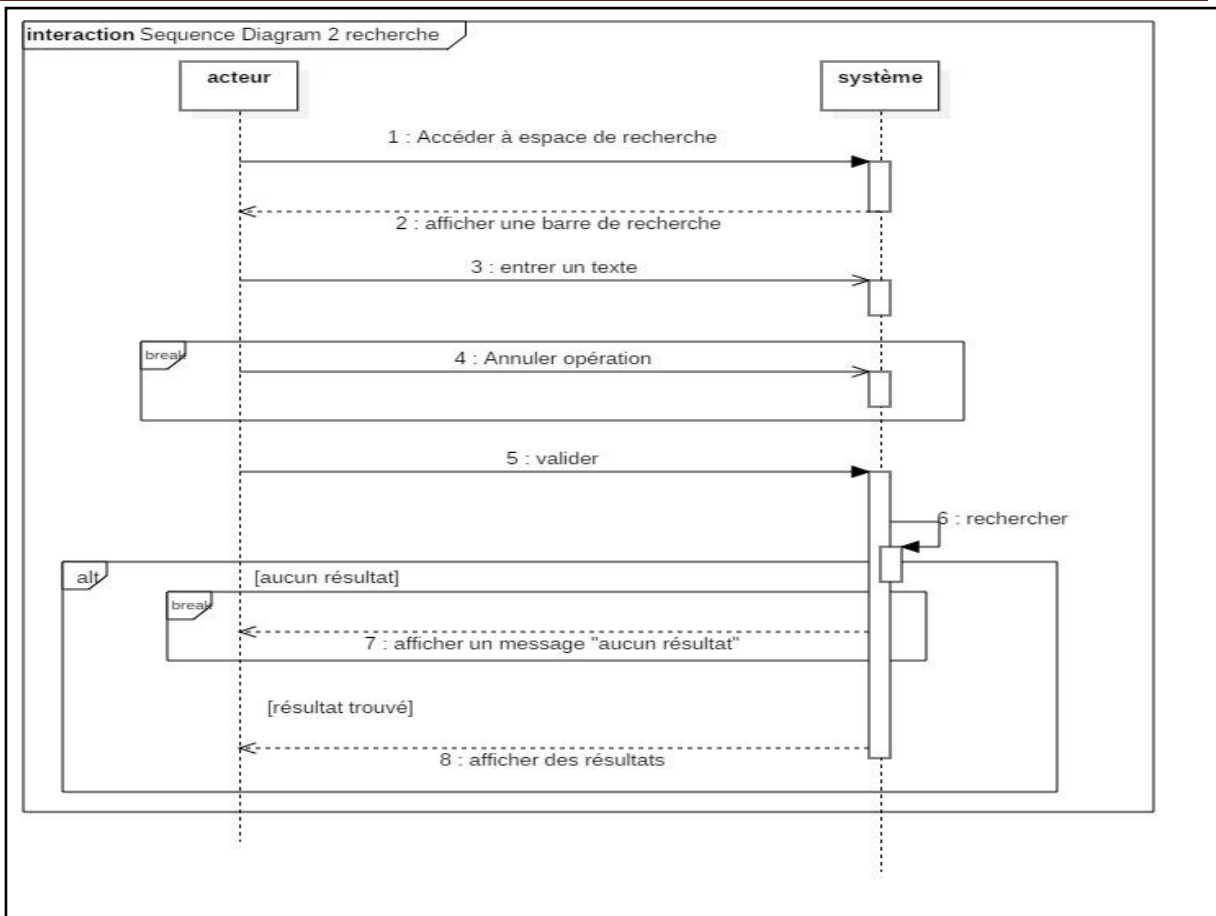 interaction Sequence Diagram 2 recherche
acteur
système
1 : Accéder à espace de recherche
2 : afficher une barre de recherche
3 : entrer un texte
break
4 : Annuler opération
5 : valider
6 : rechercher
alt
[aucun résultat]
break
7 : afficher un message "aucun résultat"
[résultat trouvé]
8 : afficher des résultats